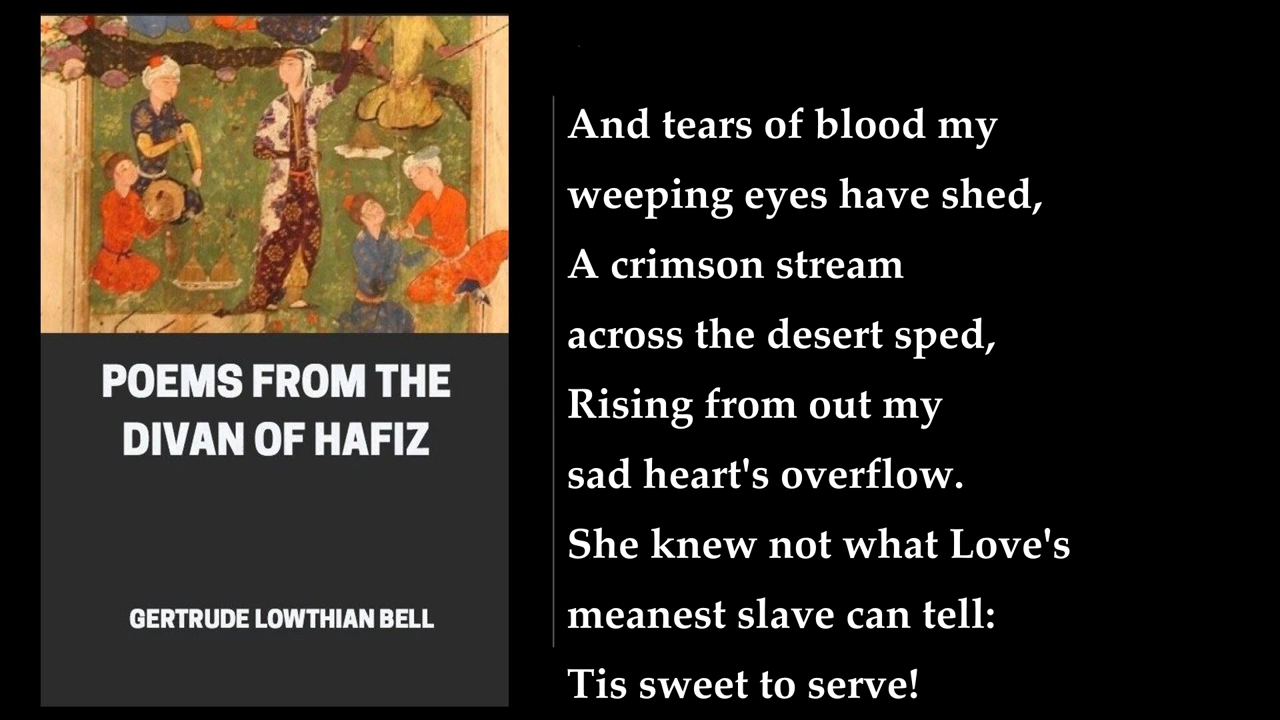 POEMS FROM THE
DIVAN OF HAFIZ
GERTRUDE LOWTHIAN BELL
And tears of blood my
weeping eyes have shed,
A crimson stream
across the desert sped,
Rising from out my
sad heart's overflow.
She knew not what Love's
meanest slave can tell:
Tis sweet to serve!